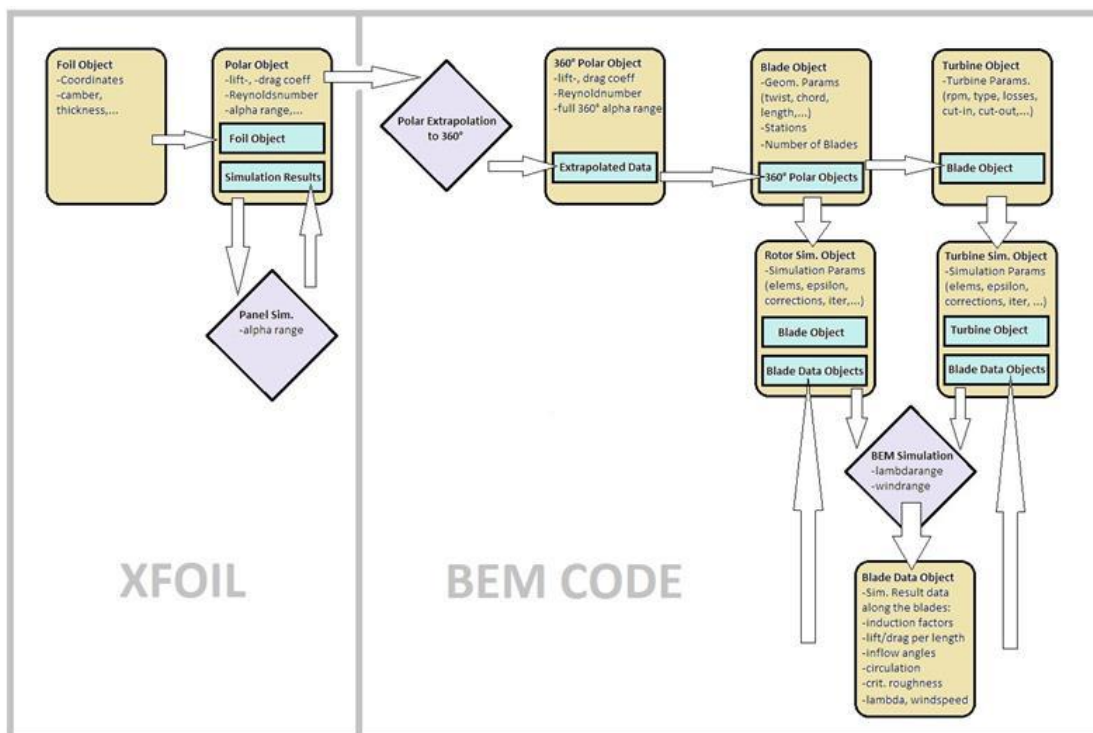 Foil Object
-Coordinates
-camber,
thickness,...
Polar Object
-lift-, -drag coeff
-Reynoldsnumber
-alpha range,...
Foil Object
Simulation Results
Panel Sim.
-alpha range
XFOIL
Polar Extrapolation
to 360°
360° Polar Object
-lift-, drag coeff
-Reynoldnumber
-full 360° alpha range
Extrapolated Data
Blade Object
-Geom. Params
(twist, chord,
length,...)
-Stations
-Number of Blades
360° Polar Objects
Turbine Object
-Turbine Params.
(rpm, type, losses,
cut-in, cut-out,...)
Blade Object
Rotor Sim. Object
-Simulation Params
(elems, epsilon,
corrections, iter,...)
Blade Object
Blade Data Objects
Turbine Sim. Object
-Simulation Params
(elems, epsilon,
corrections, iter, ...)
Turbine Object
Blade Data Objects
BEM Simulation
-lambdarange
-windrange
Blade Data Object
-Sim. Result data
along the blades:
-induction factors
-lift/drag per length
-inflow angles
-circulation
-crit. roughness
-lambda, windspeed
BEM CODE